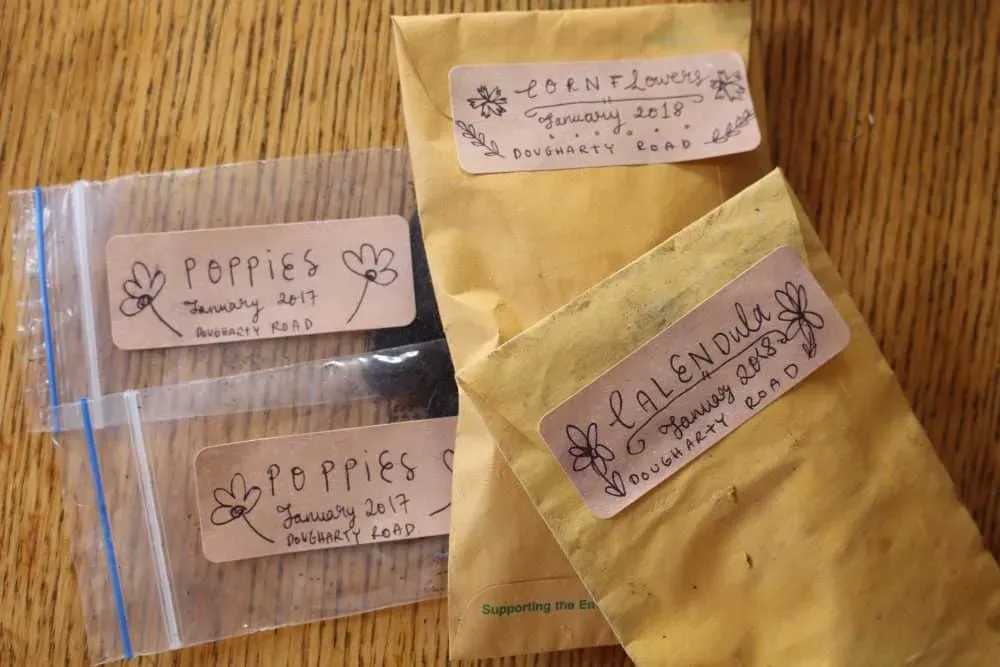 CORNFLowers
January 2018
DOUGHARTY ROAD
POPPiES
January 2017
DOUGHARTY ROAD
CALENDula
January 2018
DOUGHARTY ROAD
POPPiES
January 2017
DOUGHARTY ROAD
Supporting the